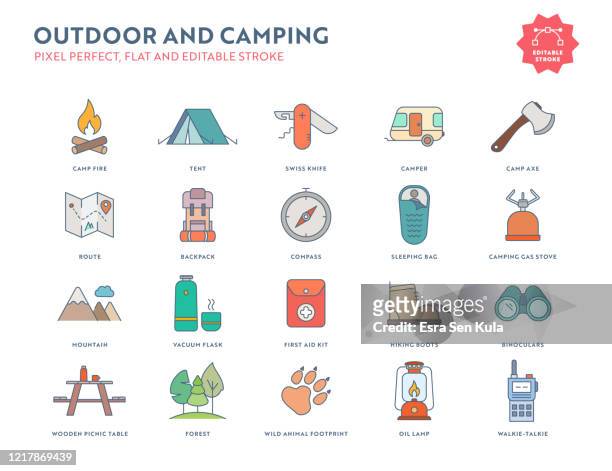 OUTDOOR AND CAMPING
PIXEL PERFECT, FLAT AND EDITABLE STROKE
EDITABLE
STROKE
CAMP FIRE
TENT
SWISS KNIFE
CAMPER
CAMP AXE
ROUTE
BACKPACK
COMPASS
SLEEPING BAG
CAMPING GAS STOVE
MOUNTAIN
VACUUM FLASK
FIRST AID KIT
HIKING BOOTS
BINOCULARS
gettyimages
Credit: Esra Sen Kula
WOODEN PICNIC TABLE
FOREST
WILD ANIMAL FOOTPRINT
OIL LAMP
WALKIE-TALKIE
1217869439